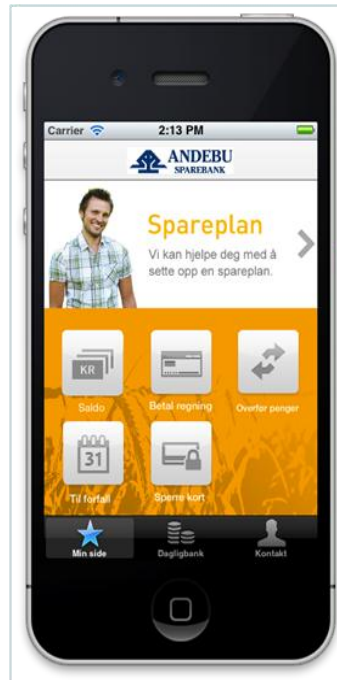 Carrier 2:13 PM
ANDEBU
SPAREBANK
Spareplan
Vi kan hjelpe deg med å
sette opp en spareplan.
KR
Saldo Betal regning Overfør penger
31
Til forfall Sperre kort
Min side Dagligbank Kontakt